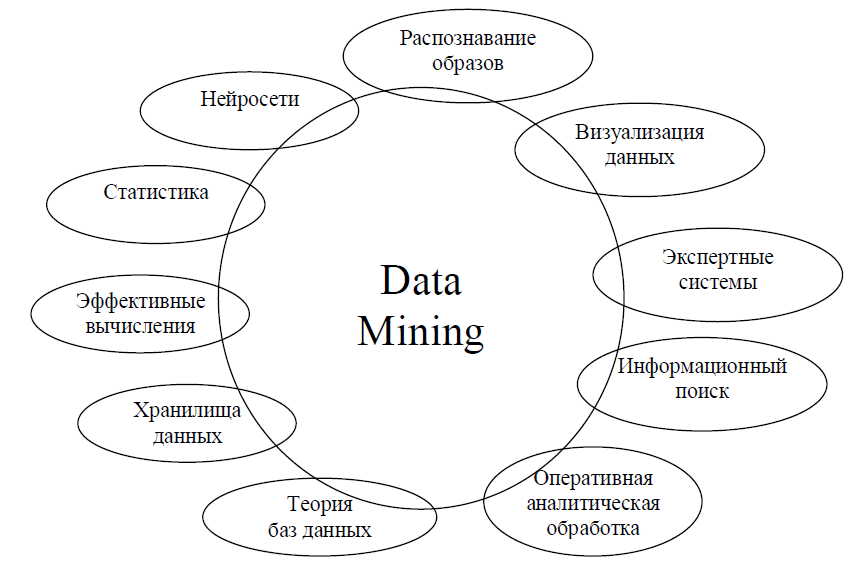 Распознавание
образов
Нейросети
Визуализация
данных
Статистика
Экспертные
системы
Data
Mining
Эффективные
вычисления
Информационный
поиск
Хранилища
данных
Оперативная
аналитическая
обработка
Теория
баз данных